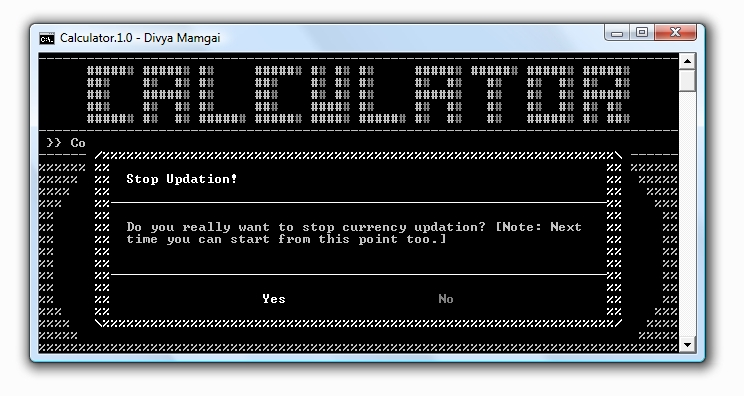 Calculator.1.0 - Divya Mamgai
CALCULATOR
>> Co
Stop Updation!
Do you really want to stop currency updation? [Note: Next
time you can start from this point too.]
Yes No